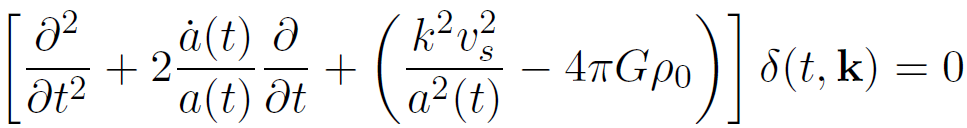 \left[ \frac{\partial^2}{\partial t^2} + 2 \frac{\dot{a}(t)}{a(t)} \frac{\partial}{\partial t} + \left( \frac{k^2 v_s^2}{a^2(t)} - 4\pi G \rho_0 \right) \right] \delta(t, \mathbf{k}) = 0